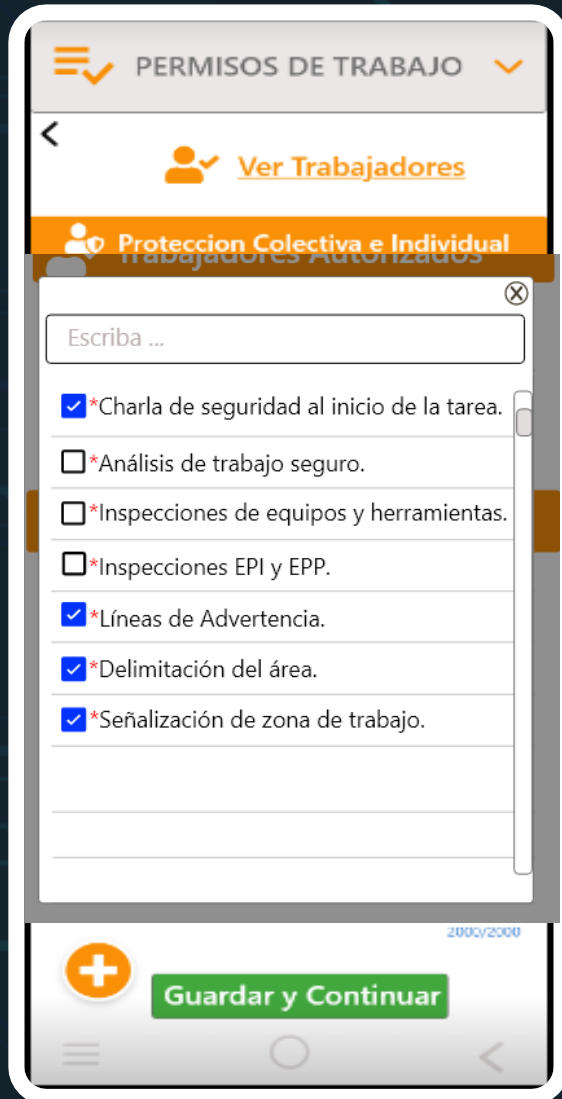 PERMISOS DE TRABAJO
Ver Trabajadores
Proteccion Colectiva e Individual
Trabajadores Autorizados
Escriba ...
*Charla de seguridad al inicio de la tarea.
*Análisis de trabajo seguro.
*Inspecciones de equipos y herramientas.
*Inspecciones EPI y EPP.
*Líneas de Advertencia.
*Delimitación del área.
*Señalización de zona de trabajo.
2000/2000
Guardar y Continuar